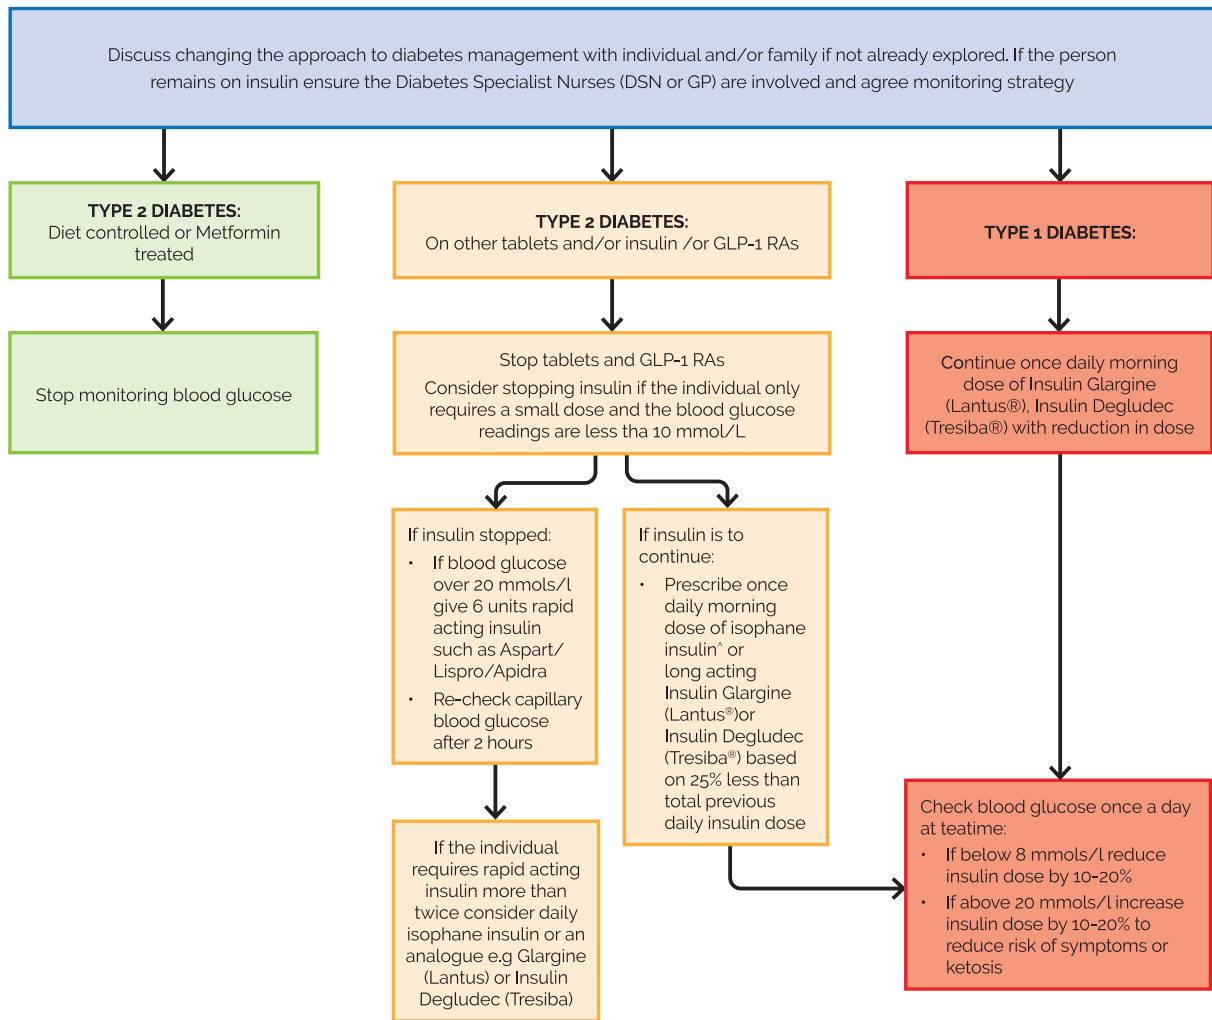 Discuss changing the approach to diabetes management with individual and/or family if not already explored. If the person
remains on insulin ensure the Diabetes Specialist Nurses (DSN or GP) are involved and agree monitoring strategy
TYPE 2 DIABETES:
Diet controlled or Metformin
treated
TYPE 2 DIABETES:
On other tablets and/or insulin /or GLP-1 RAs
TYPE 1 DIABETES:
Stop monitoring blood glucose
Stop tablets and GLP-1 RAs
Consider stopping insulin if the individual only
requires a small dose and the blood glucose
readings are less tha 10 mmol/L
Continue once daily morning
dose of Insulin Glargine
(Lantus®), Insulin Degludec
(Tresiba®) with reduction in dose
If insulin stopped:
• If blood glucose
over 20 mmols/l
give 6 units rapid
acting insulin
such as Aspart/
Lispro/Apidra
• Re-check capillary
blood glucose
after 2 hours
If insulin is to
continue:
• Prescribe once
daily morning
dose of isophane
insulin^ or
long acting
Insulin Glargine
(Lantus®)or
Insulin Degludec
(Tresiba®) based
on 25% less than
total previous
daily insulin dose
If the individual
requires rapid acting
insulin more than
twice consider daily
isophane insulin or an
analogue e.g Glargine
(Lantus) or Insulin
Degludec (Tresiba)
Check blood glucose once a day
at teatime:
• If below 8 mmols/l reduce
insulin dose by 10-20%
• If above 20 mmols/l increase
insulin dose by 10-20% to
reduce risk of symptoms or
ketosis